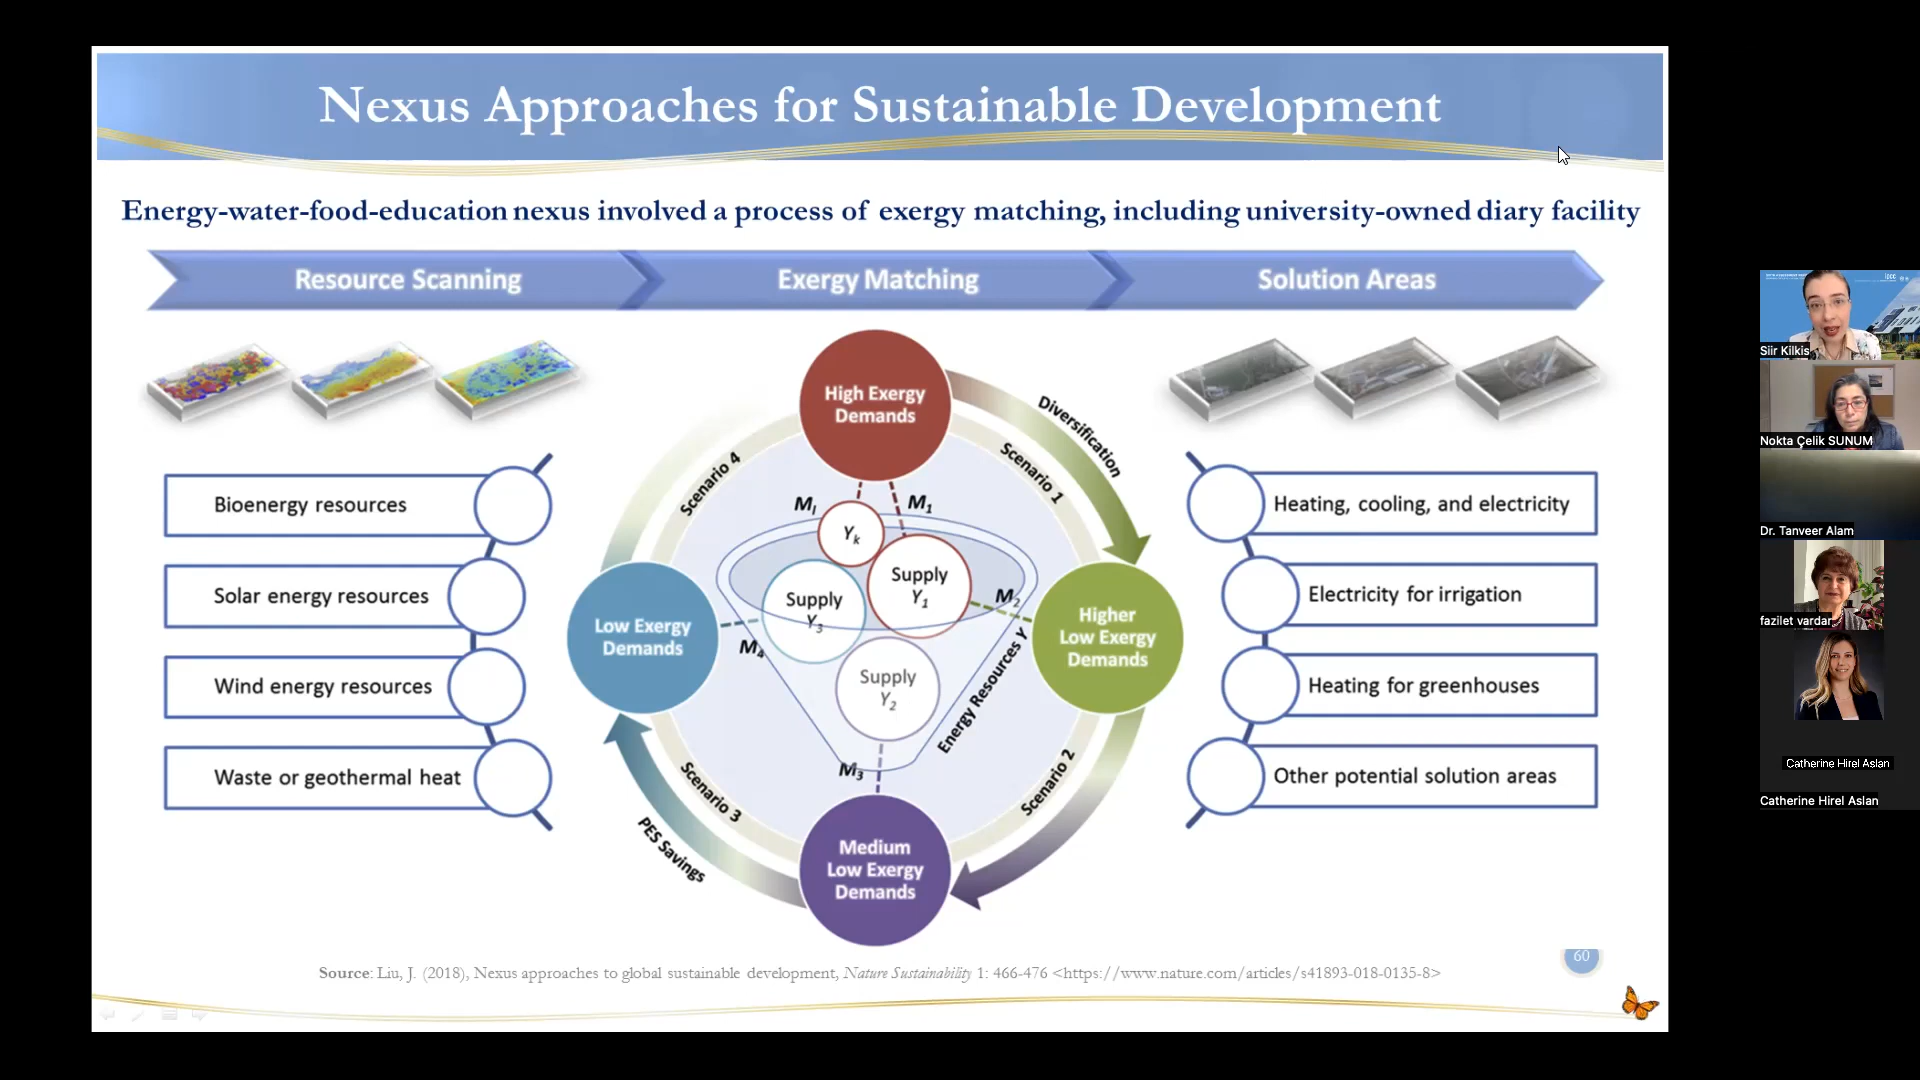 Nexus Approaches for Sustainable Development
Energy-water-food-education nexus involved a process of exergy matching, including university-owned diary facility
Resource Scanning
Exergy Matching
Solution Areas
Bioenergy resources
Solar energy resources
Wind energy resources
Waste or geothermal heat
High Exergy
Demands
Diversification
Scenario 1
Scenario 4
Ml
M1
Yk
Supply
Y1
Supply
Y3
M2
M4
Supply
Y2
Energy Resources Y
M3
Low Exergy
Demands
Higher
Low Exergy
Demands
Scenario 3
Scenario 2
PES Savings
Medium
Low Exergy
Demands
Heating, cooling, and electricity
Electricity for irrigation
Heating for greenhouses
Other potential solution areas
Source: Liu, J. (2018), Nexus approaches to global sustainable development, Nature Sustainability 1: 466-476 <https://www.nature.com/articles/s41893-018-0135-8>
60
ipcc
Siir Kilkis
Nokta Çelik SUNUM
Dr. Tanveer Alam
fazilet vardar
Catherine Hirel Aslan
Catherine Hirel Aslan